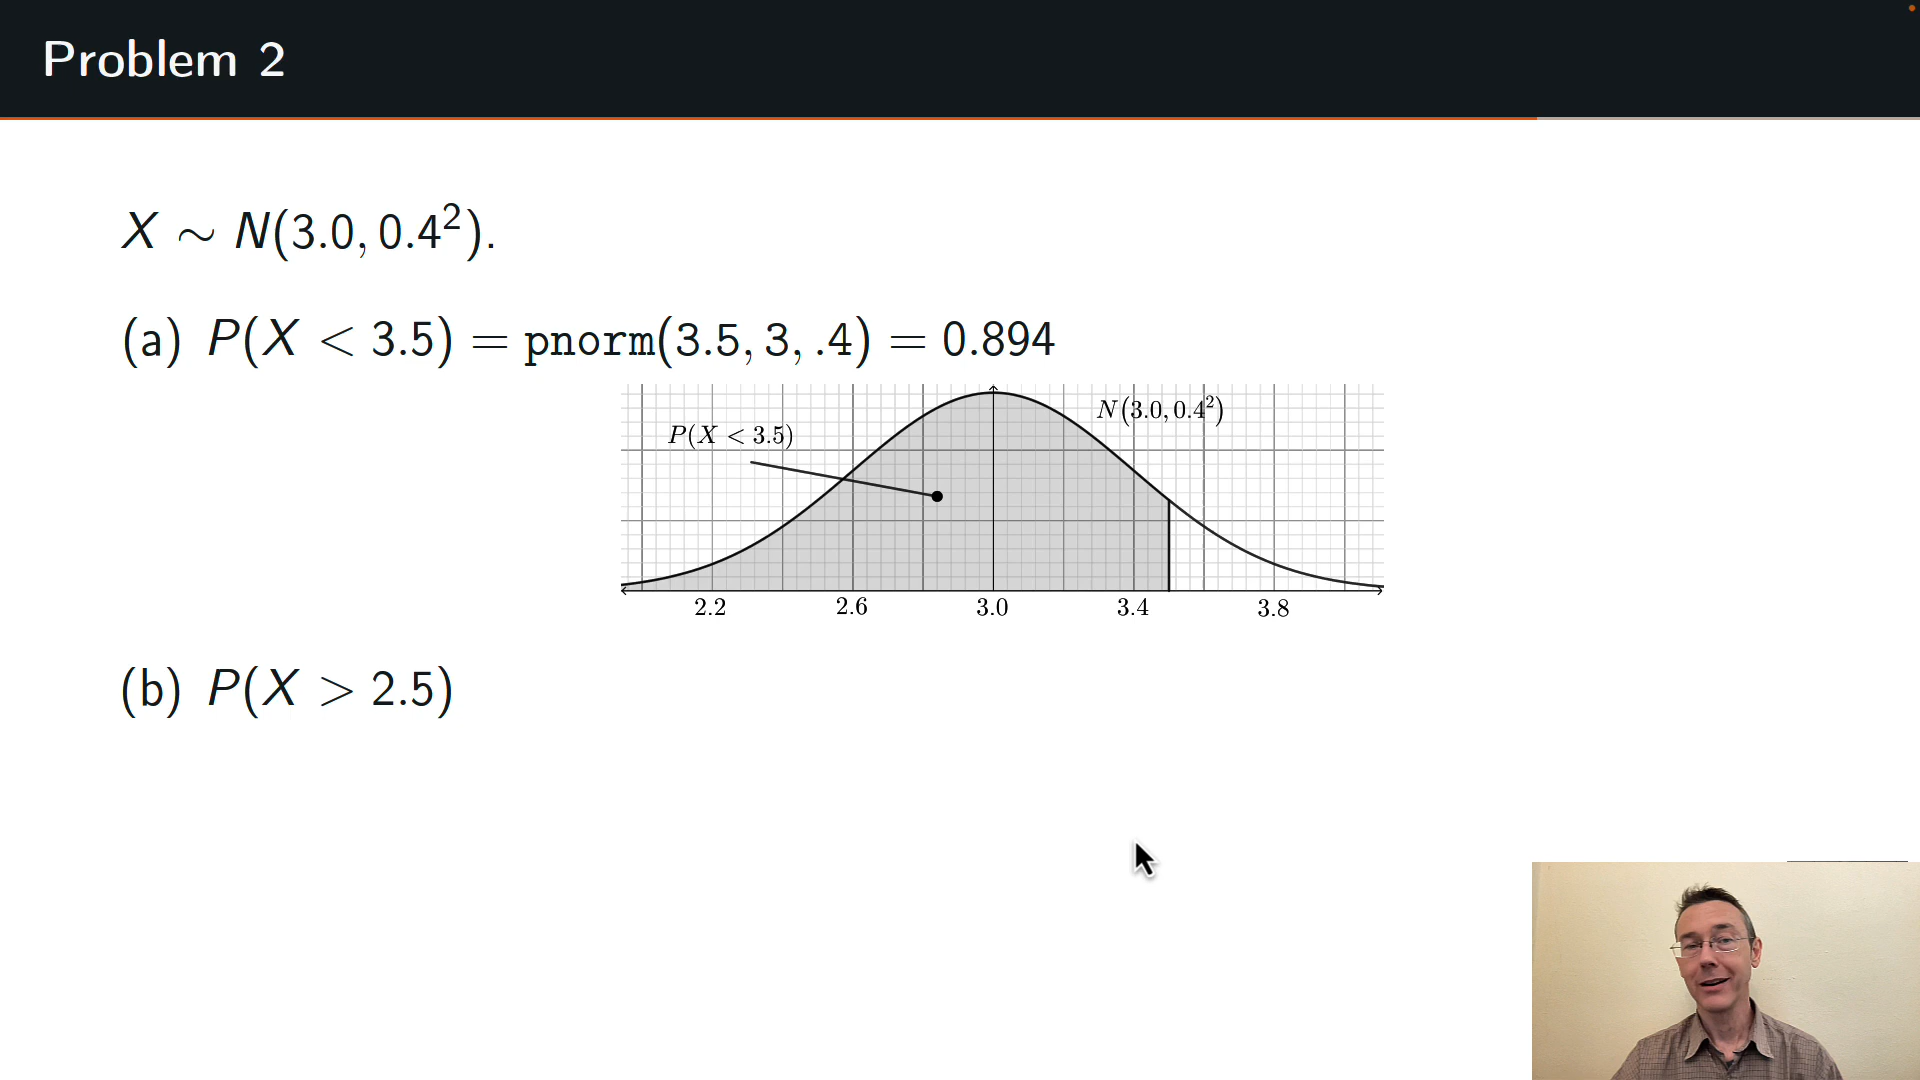 Problem 2
X ∼ N(3.0, 0.4²).
(a) P(X < 3.5) = pnorm(3.5, 3, .4) = 0.894
N(3.0, 0.4²)
P(X < 3.5)
2.2 2.6 3.0 3.4 3.8
(b) P(X > 2.5)